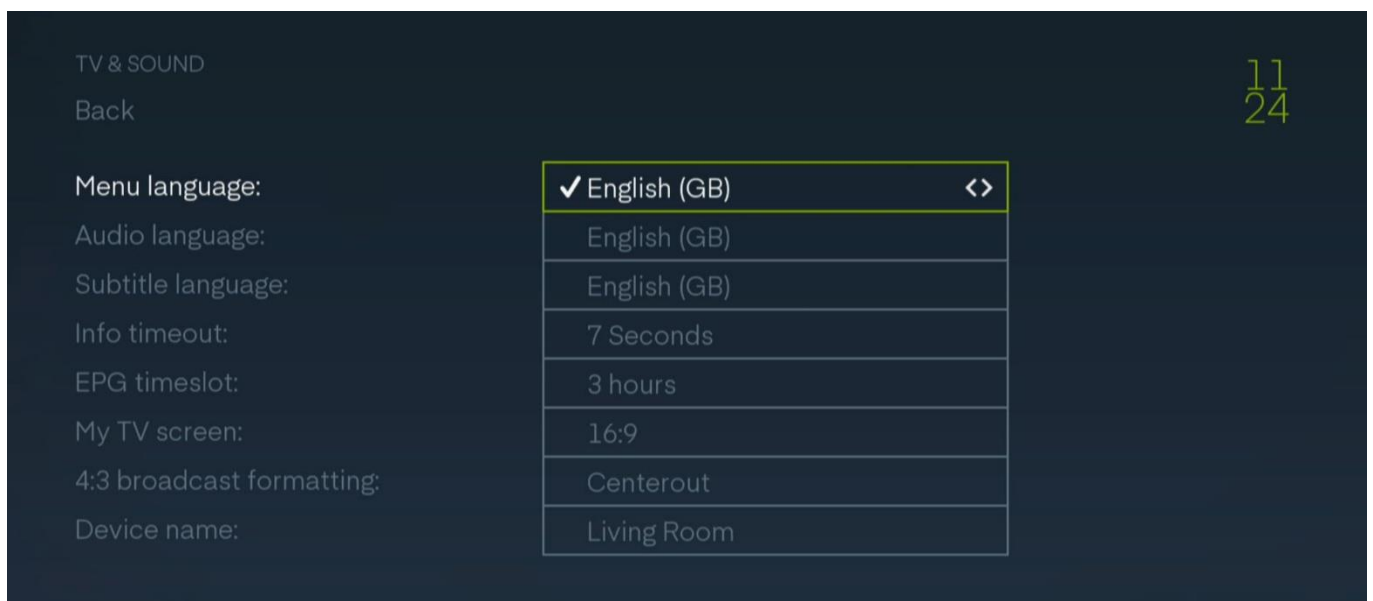 TV & SOUND
11
24
Back
Menu language: ✓ English (GB) <>
Audio language: English (GB)
Subtitle language: English (GB)
Info timeout: 7 Seconds
EPG timeslot: 3 hours
My TV screen: 16:9
4:3 broadcast formatting: Centerout
Device name: Living Room